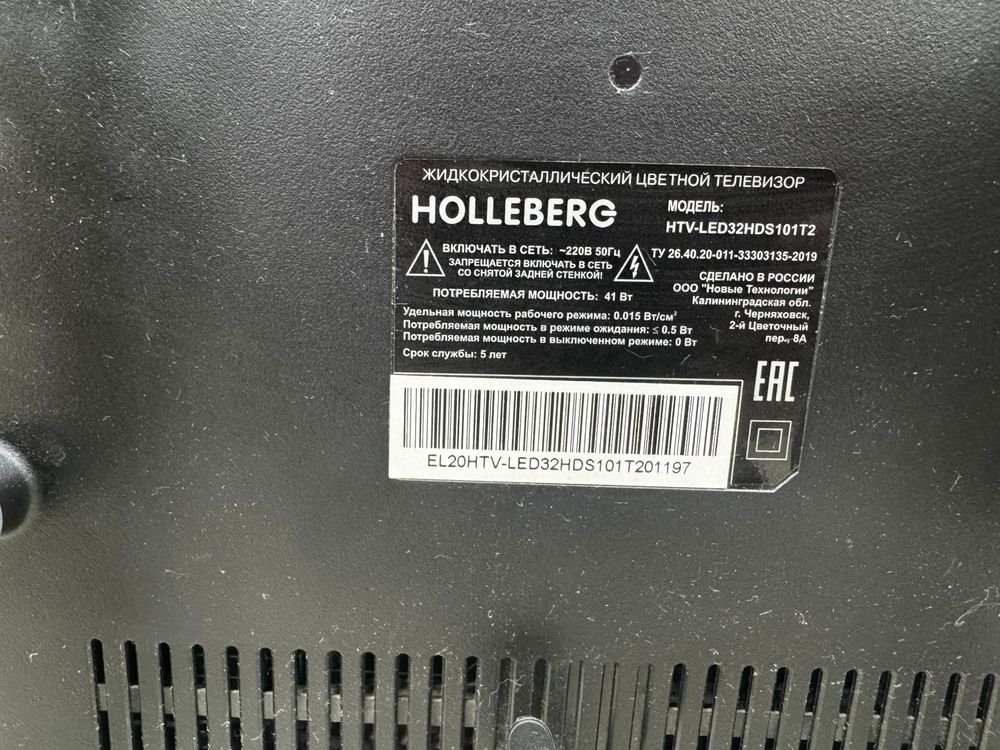 ЖИДКОКРИСТАЛЛИЧЕСКИЙ ЦВЕТНОЙ ТЕЛЕВИЗОР
HOLLEBERG
МОДЕЛЬ:
HTV-LED32HDS101T2
ВКЛЮЧАТЬ В СЕТЬ: ~220В 50Гц
ЗАПРЕЩАЕТСЯ ВКЛЮЧАТЬ В СЕТЬ
СО СНЯТОЙ ЗАДНЕЙ СТЕНКОЙ!
ТУ 26.40.20-011-33303135-2019
ПОТРЕБЛЯЕМАЯ МОЩНОСТЬ: 41 Вт
СДЕЛАНО В РОССИИ
ООО "Новые Технологии"
Калининградская обл.
г. Черняховск,
2-й Цветочный
пер., 8А
Удельная мощность рабочего режима: 0.015 Вт/см²
Потребляемая мощность в режиме ожидания: ≤ 0.5 Вт
Потребляемая мощность в выключенном режиме: 0 Вт
Срок службы: 5 лет
EAC
EL20HTV-LED32HDS101T201197